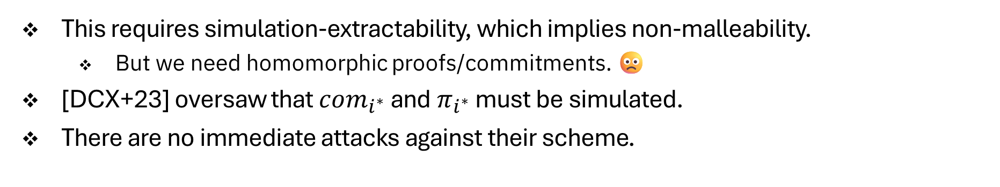 ❖ This requires simulation-extractability, which implies non-malleability.
❖ But we need homomorphic proofs/commitments. 🙁
❖ [DCX+23] oversaw that $com_{i^*}$ and $\pi_{i^*}$ must be simulated.
❖ There are no immediate attacks against their scheme.